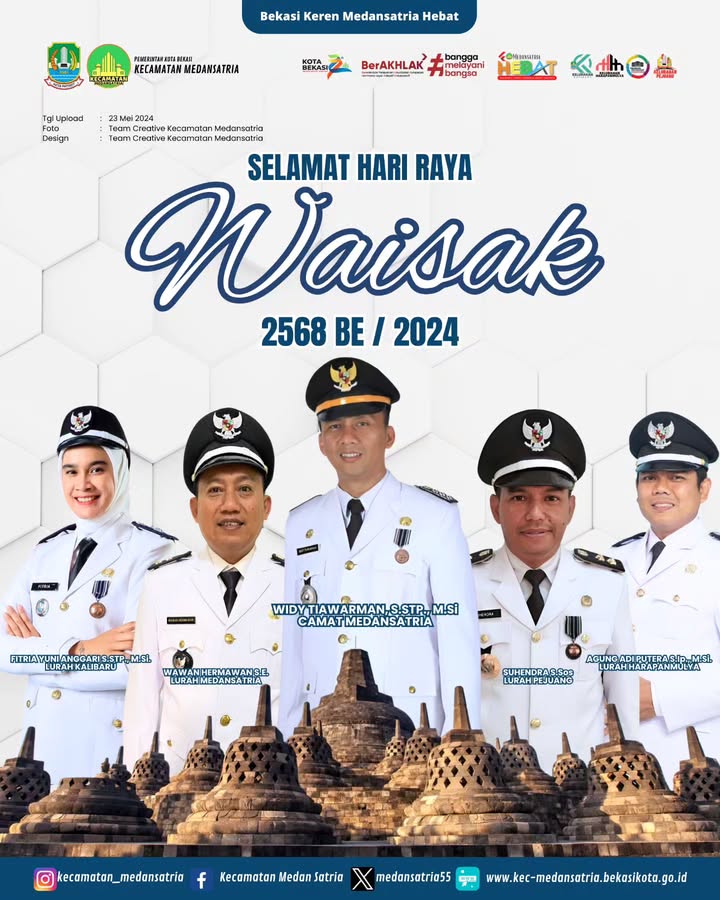 Bekasi Keren Medansatria Hebat
PEMERINTAH KOTA BEKASI
KECAMATAN MEDANSATRIA
KECAMATAN
MEDANSATRIA
KOTA
BEKASI
BerAKHLAK
#bangga
melayani
bangsa
MEDANSATRIA
HEBAT
Tgl Upload : 23 Mei 2024
Foto : Team Creative Kecamatan Medansatria
Design : Team Creative Kecamatan Medansatria
SELAMAT HARI RAYA
Waisak
2568 BE / 2024
FITRIA
WIDY TIAWARMAN, S.STP., M.Si
CAMAT MEDANSATRIA
FITRIA YUNI ANGGARI S.STP., M.Si.
LURAH KALIBARU
WAWAN HERMAWAN S.E.
LURAH MEDANSATRIA
SUHENDRA S.Sos
LURAH PEJUANG
AGUNG ADI PUTERA S.Ip., M.Si.
LURAH HARAPANMULYA
kecamatan_medansatria
Kecamatan Medan Satria
medansatria55
www.kec-medansatria.bekasikota.go.id